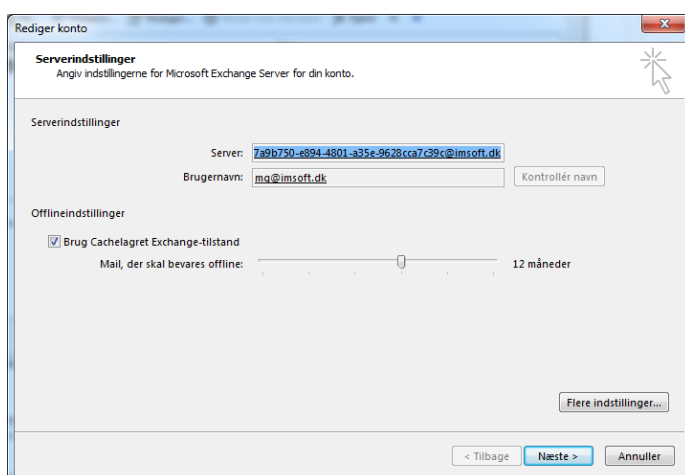 Rediger konto
Serverindstillinger
Angiv indstillingerne for Microsoft Exchange Server for din konto.
Serverindstillinger
Server: 7a9b750-e894-4801-a35e-9628cca7c39c@imsoft.dk
Brugernavn: mg@imsoft.dk Kontrollér navn
Offlineindstillinger
Brug Cachelagret Exchange-tilstand
Mail, der skal bevares offline: 12 måneder
Flere indstillinger...
< Tilbage Næste > Annuller